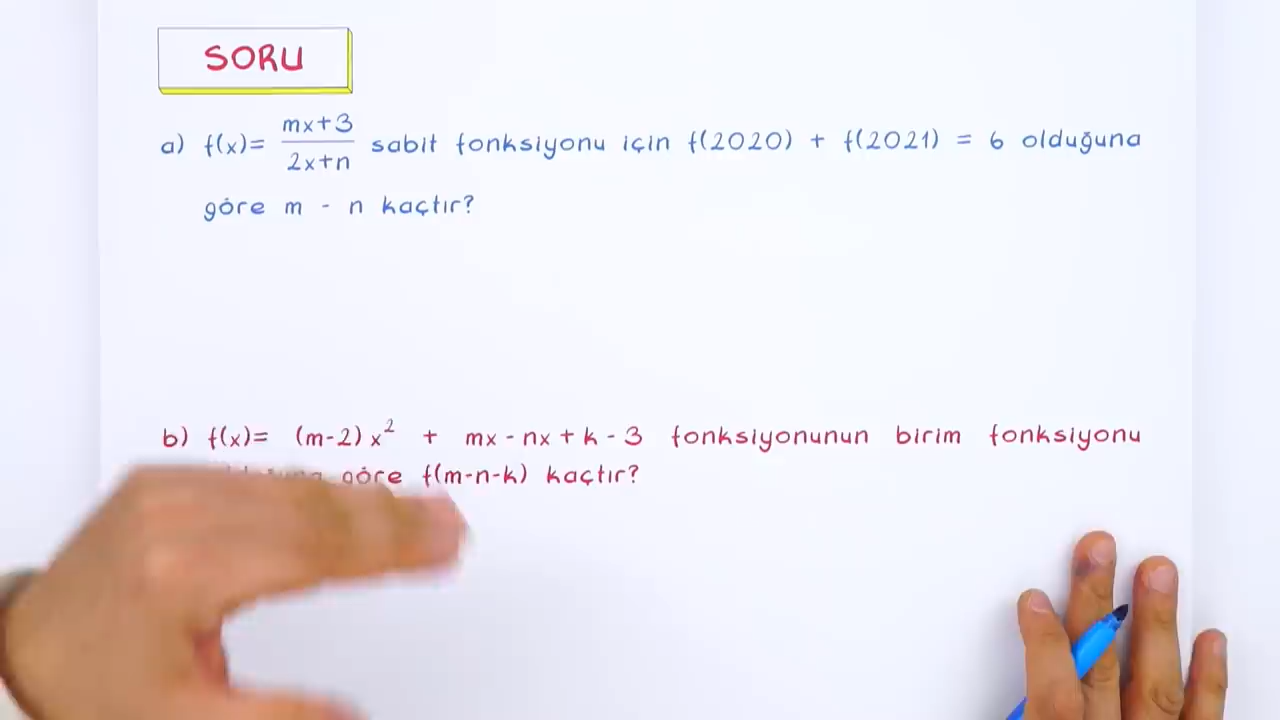 SORU
a) f(x)= mx+3 / 2x+n sabit fonksiyonu için f(2020) + f(2021) = 6 olduğuna
göre m - n kaçtır?
b) f(x)= (m-2)x² + mx - nx + k - 3 fonksiyonunun birim fonksiyonu
göre f(m-n-k) kaçtır?